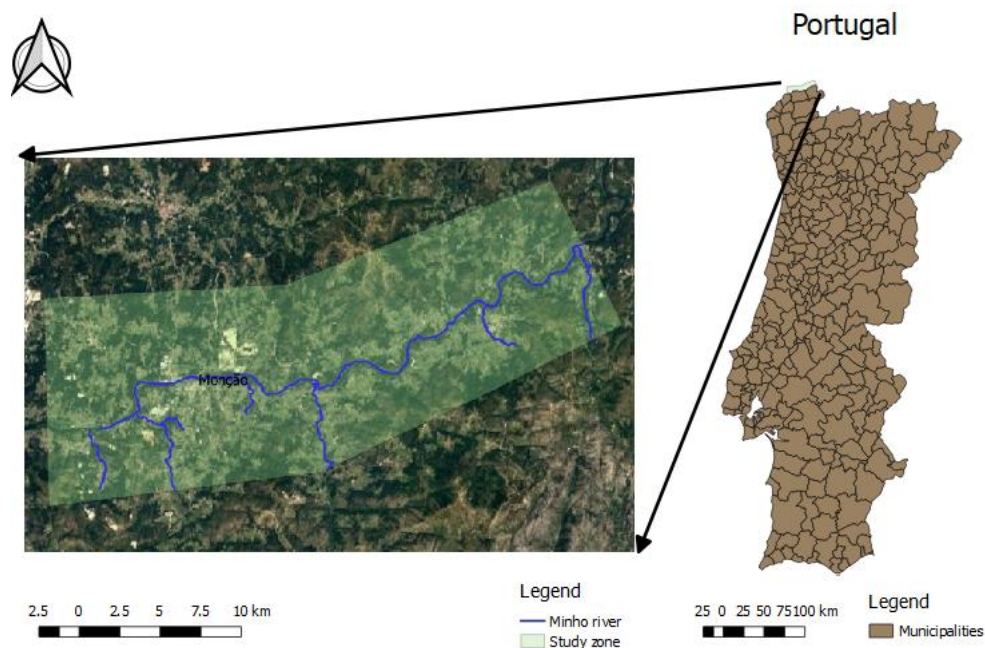 Portugal
Monção
2.5 0 2.5 5 7.5 10 km
Legend
Minho river
Study zone
25 0 25 50 75 100 km
Legend
Municipalities